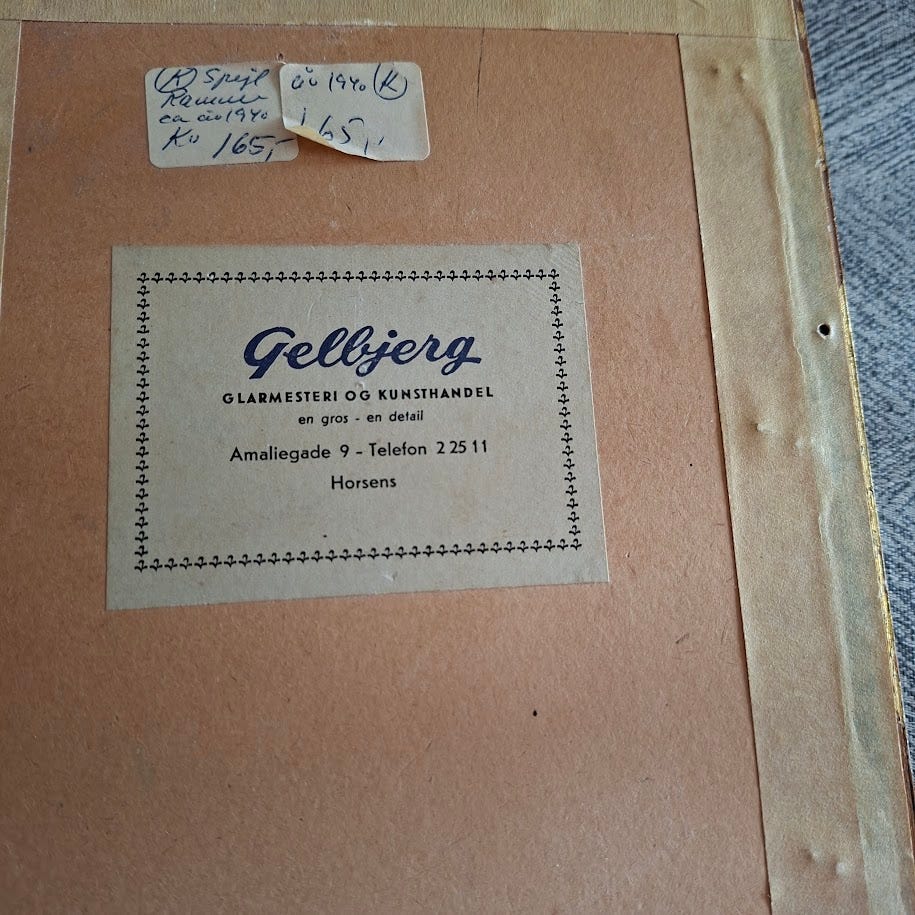 (K) Spejl
Ramme
ca år 1940
Kr 165,-
år 1940 (K)
165,-
Gelbjerg
GLARMESTERI OG KUNSTHANDEL
en gros - en detail
Amaliegade 9 - Telefon 2 25 11
Horsens